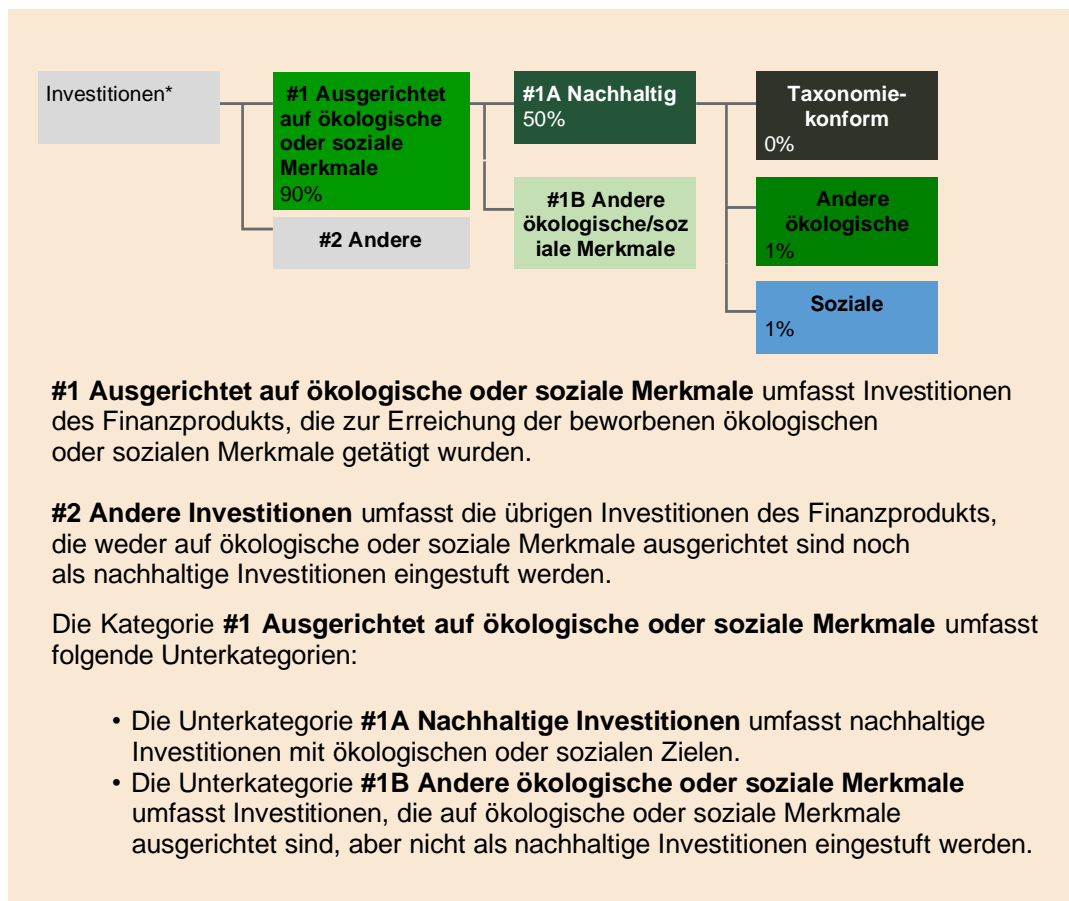 Investitionen*
#1 Ausgerichtet
auf ökologische
oder soziale
Merkmale
90%
#2 Andere
#1A Nachhaltig
50%
#1B Andere
ökologische/soz
iale Merkmale
Taxonomie-
konform
0%
Andere
ökologische
1%
Soziale
1%
#1 Ausgerichtet auf ökologische oder soziale Merkmale umfasst Investitionen
des Finanzprodukts, die zur Erreichung der beworbenen ökologischen
oder sozialen Merkmale getätigt wurden.
#2 Andere Investitionen umfasst die übrigen Investitionen des Finanzprodukts,
die weder auf ökologische oder soziale Merkmale ausgerichtet sind noch
als nachhaltige Investitionen eingestuft werden.
Die Kategorie #1 Ausgerichtet auf ökologische oder soziale Merkmale umfasst
folgende Unterkategorien:
• Die Unterkategorie #1A Nachhaltige Investitionen umfasst nachhaltige
Investitionen mit ökologischen oder sozialen Zielen.
• Die Unterkategorie #1B Andere ökologische oder soziale Merkmale
umfasst Investitionen, die auf ökologische oder soziale Merkmale
ausgerichtet sind, aber nicht als nachhaltige Investitionen eingestuft werden.